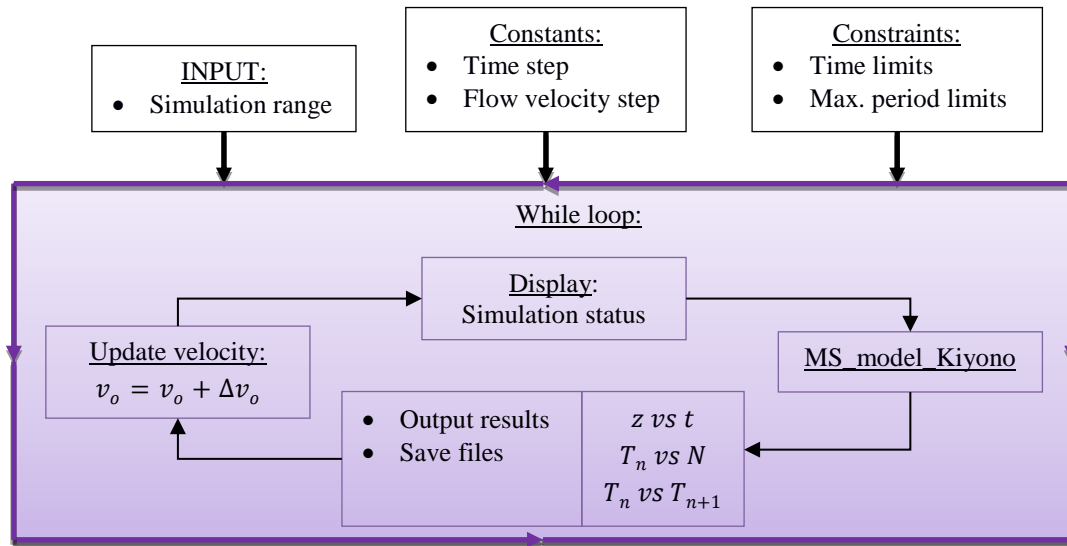 INPUT:
• Simulation range
Constants:
• Time step
• Flow velocity step
Constraints:
• Time limits
• Max. period limits
While loop:
Display:
Simulation status
MS_model_Kiyono
z vs t
T_n vs N
T_n vs T_{n+1}
• Output results
• Save files
Update velocity:
v_o = v_o + Δv_o